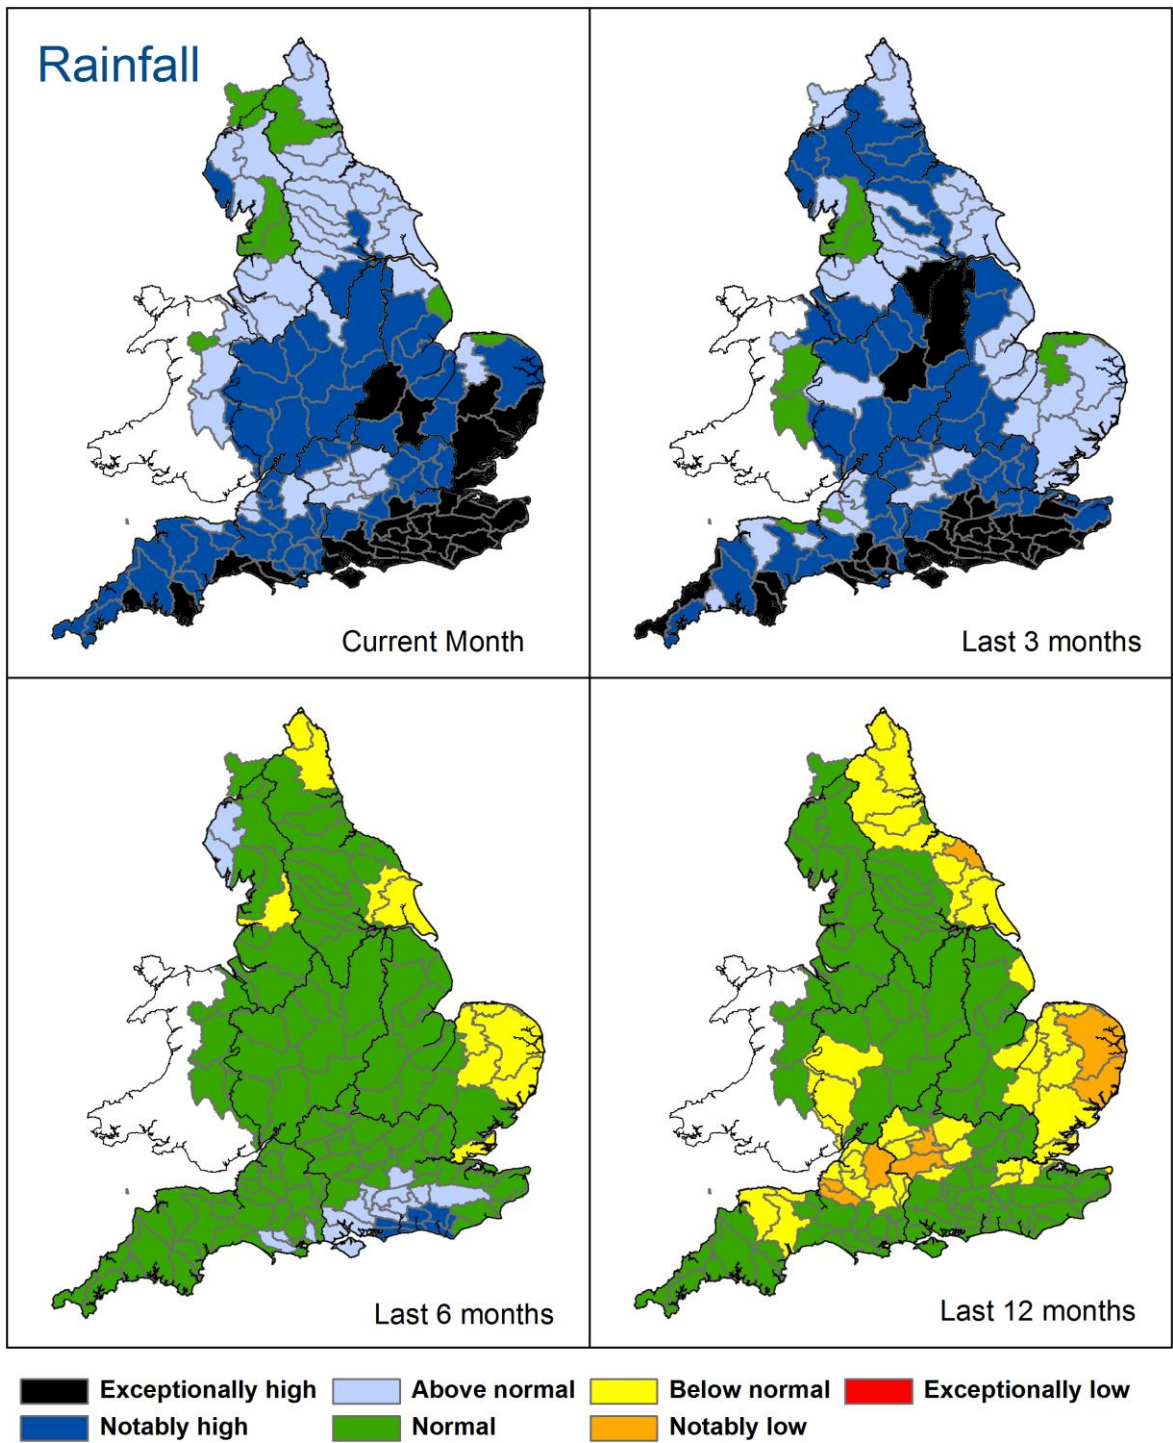 Rainfall
Current Month
Last 3 months
Last 6 months
Last 12 months
Exceptionally high
Above normal
Below normal
Exceptionally low
Notably high
Normal
Notably low